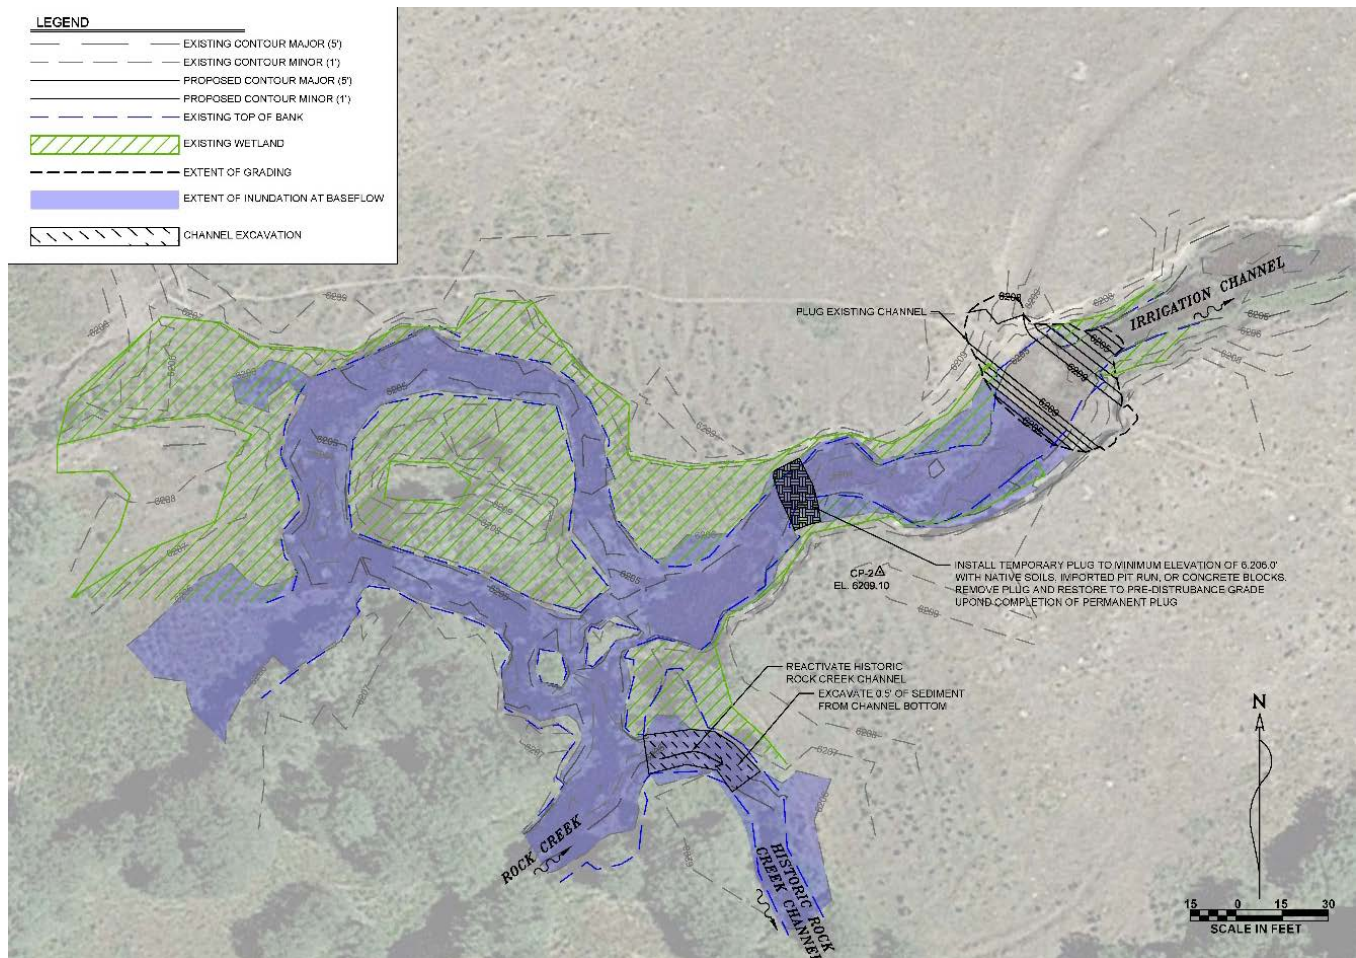 LEGEND
EXISTING CONTOUR MAJOR (5')
EXISTING CONTOUR MINOR (1')
PROPOSED CONTOUR MAJOR (5')
PROPOSED CONTOUR MINOR (1')
EXISTING TOP OF BANK
EXISTING WETLAND
EXTENT OF GRADING
EXTENT OF INUNDATION AT BASEFLOW
CHANNEL EXCAVATION
IRRIGATION CHANNEL
PLUG EXISTING CHANNEL
INSTALL TEMPORARY PLUG TO MINIMUM ELEVATION OF 6,206.0'
WITH NATIVE SOILS, IMPORTED PIT RUN, OR CONCRETE BLOCKS.
REMOVE PLUG AND RESTORE TO PRE-DISTRUBANCE GRADE
UPOND COMPLETION OF PERMANENT PLUG
CP-2
EL. 6209.10
REACTIVATE HISTORIC
ROCK CREEK CHANNEL
EXCAVATE 0.5' OF SEDIMENT
FROM CHANNEL BOTTOM
ROCK CREEK
HISTORIC ROCK
CREEK CHANNEL
N
15 0 15 30
SCALE IN FEET